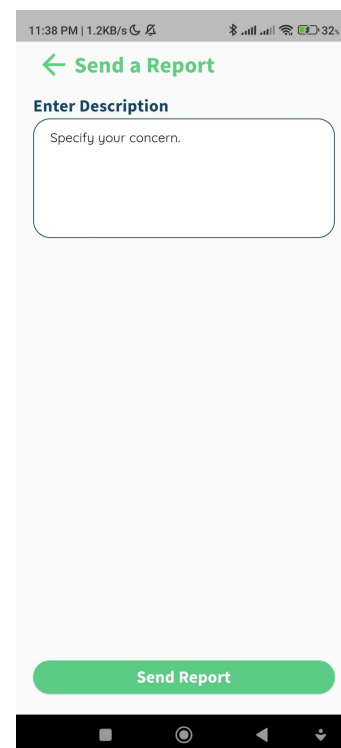 11:38 PM | 1.2KB/s 32%
Send a Report
Enter Description
Specify your concern.
Send Report